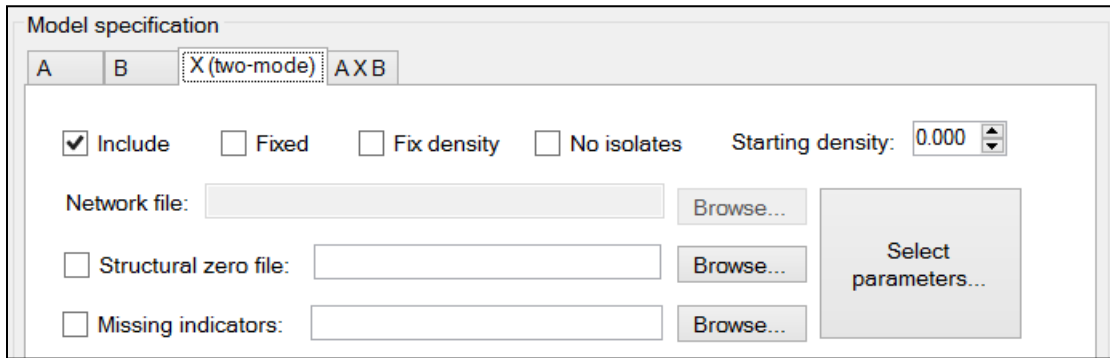 Model specification
A B X (two-mode) A X B
Include Fixed Fix density No isolates Starting density: 0.000
Network file: Browse...
Structural zero file: Browse...
Select
parameters...
Missing indicators: Browse...